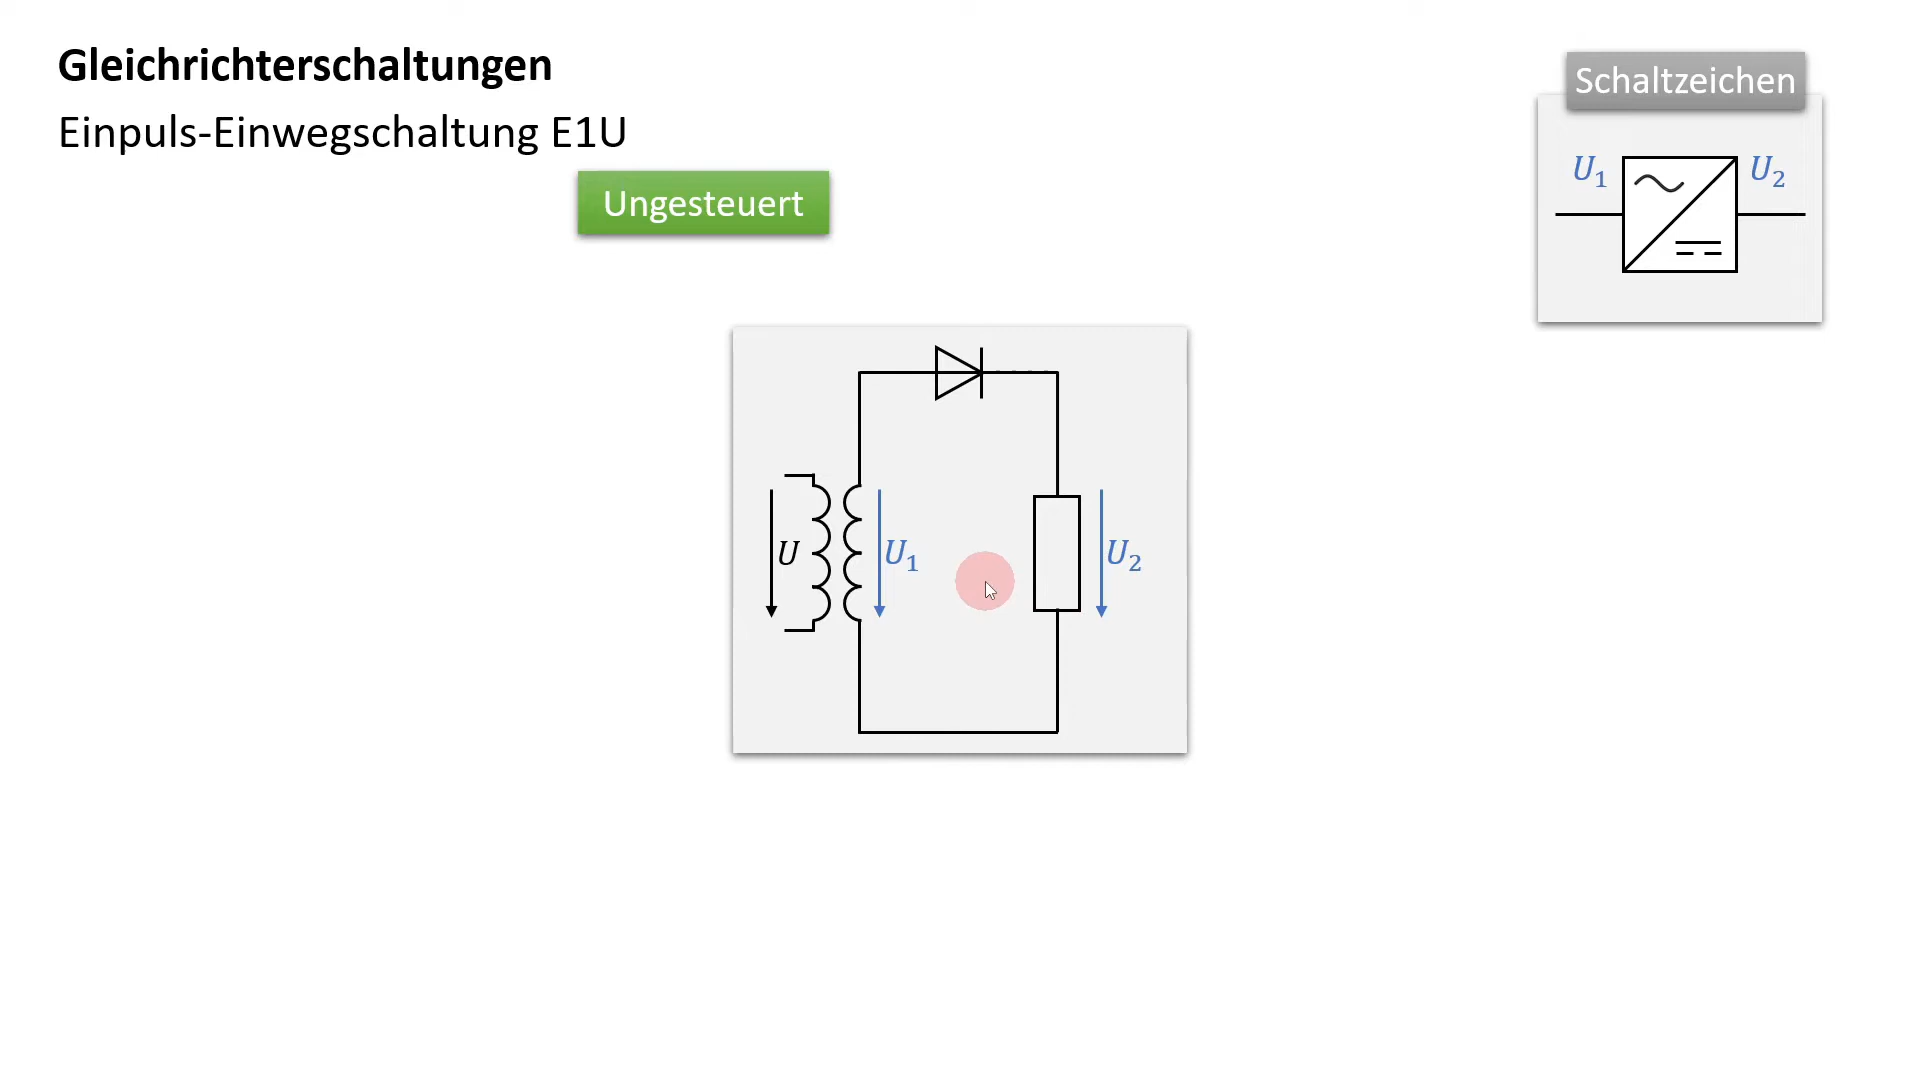 Gleichrichterschaltungen
Einpuls-Einwegschaltung E1U
Ungesteuert
Schaltzeichen
U₁ U₂
U U₁ U₂